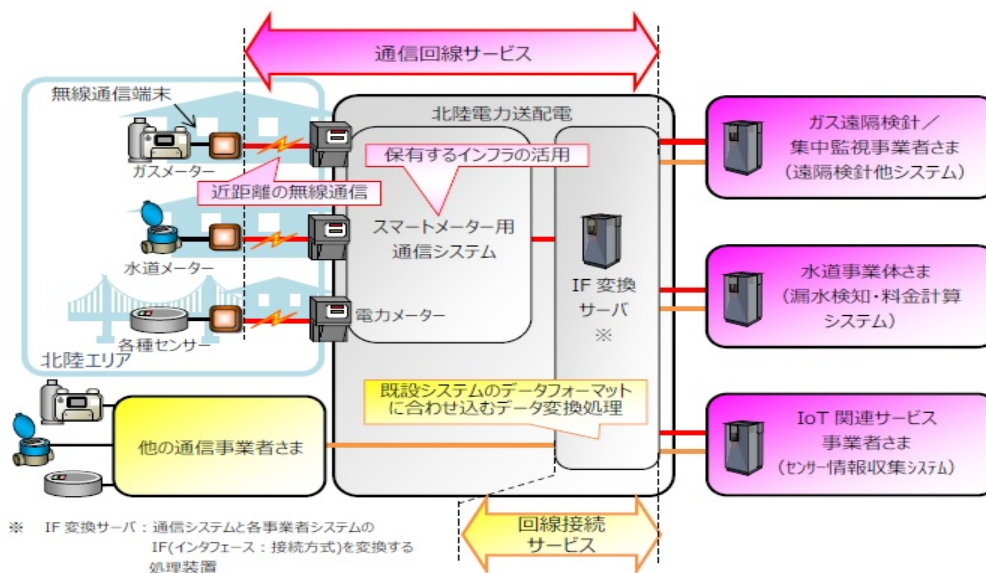 通信回線サービス
無線通信端末
ガスメーター
近距離の無線通信
水道メーター
各種センサー
北陸エリア
電力メーター
北陸電力送配電
保有するインフラの活用
スマートメーター用
通信システム
IF 変換
サーバ
※
既設システムのデータフォーマット
に合わせ込むデータ変換処理
ガス遠隔検針／
集中監視事業者さま
(遠隔検針他システム)
水道事業体さま
(漏水検知・料金計算
システム)
IoT 関連サービス
事業者さま
(センサー情報収集システム)
他の通信事業者さま
回線接続
サービス
※ IF 変換サーバ：通信システムと各事業者システムの
IF(インタフェース：接続方式)を変換する
処理装置